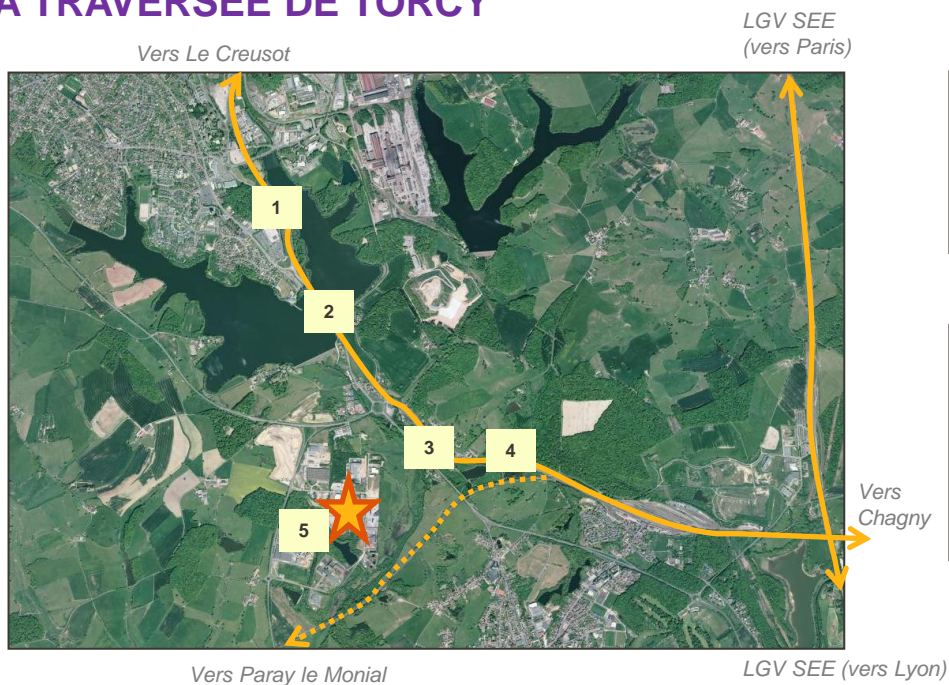 A TRAVERSÉE DE TORCY
LGV SEE
(vers Paris)
Vers Le Creusot
1
2
3
4
5
Vers
Chagny
Vers Paray le Monial
LGV SEE (vers Lyon)